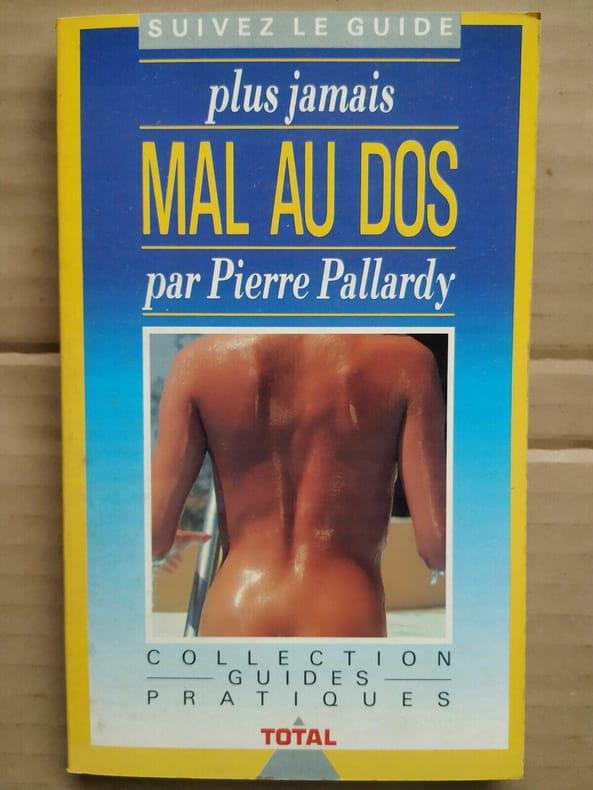 SUIVEZ LE GUIDE
plus jamais
MAL AU DOS
par Pierre Pallardy
COLLECTION
GUIDES
PRATIQUES
TOTAL